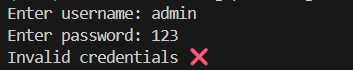 Enter username: admin
Enter password: 123
Invalid credentials ❌